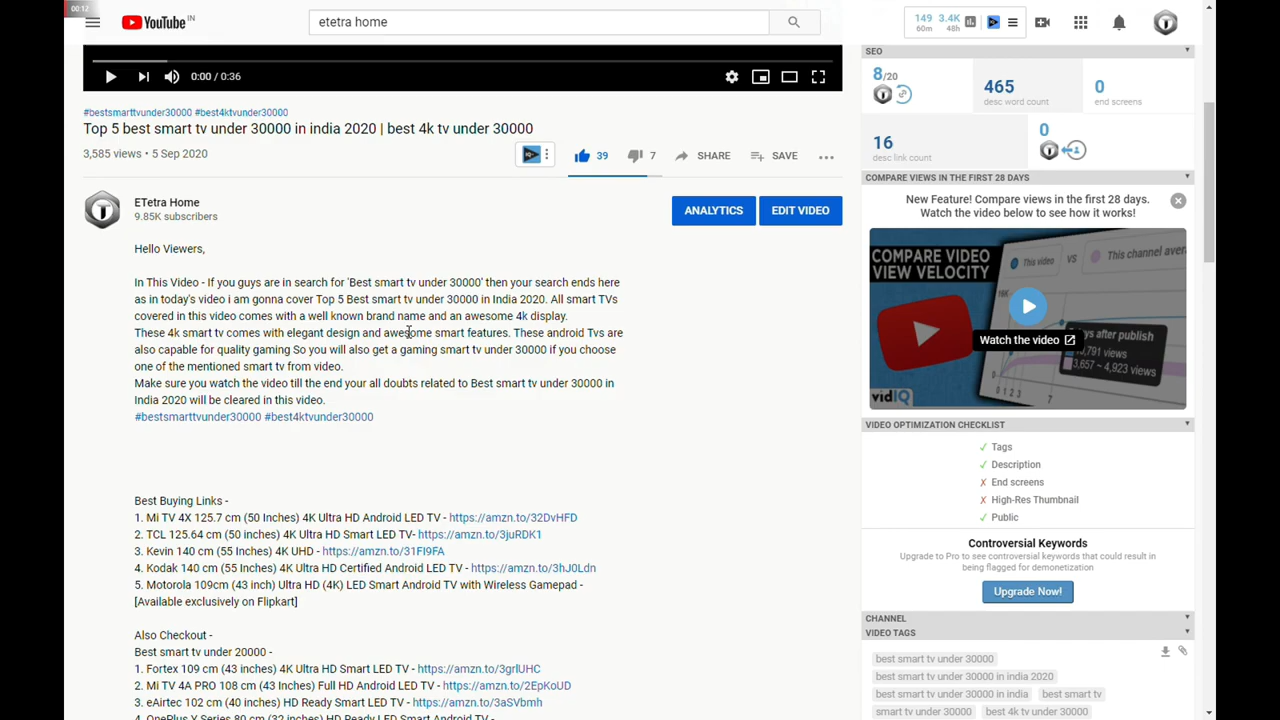 00:12
YouTube IN
etetra home
149 3.4K
60m 48h
0:00 / 0:36
#bestsmarttvunder30000 #best4ktvunder30000
Top 5 best smart tv under 30000 in india 2020 | best 4k tv under 30000
3,585 views • 5 Sep 2020
39 7 SHARE SAVE
ETetra Home
9.85K subscribers
ANALYTICS EDIT VIDEO
Hello Viewers,
In This Video - If you guys are in search for 'Best smart tv under 30000' then your search ends here
as in today's video i am gonna cover Top 5 Best smart tv under 30000 in India 2020. All smart TVs
covered in this video comes with a well known brand name and an awesome 4k display.
These 4k smart tv comes with elegant design and awesome smart features. These android Tvs are
also capable for quality gaming So you will also get a gaming smart tv under 30000 if you choose
one of the mentioned smart tv from video.
Make sure you watch the video till the end your all doubts related to Best smart tv under 30000 in
India 2020 will be cleared in this video.
#bestsmarttvunder30000 #best4ktvunder30000
Best Buying Links -
1. Mi TV 4X 125.7 cm (50 Inches) 4K Ultra HD Android LED TV - https://amzn.to/32DvHFD
2. TCL 125.64 cm (50 inches) 4K Ultra HD Smart LED TV- https://amzn.to/3juRDK1
3. Kevin 140 cm (55 Inches) 4K UHD - https://amzn.to/31FI9FA
4. Kodak 140 cm (55 Inches) 4K Ultra HD Certified Android LED TV - https://amzn.to/3hJ0Ldn
5. Motorola 109cm (43 inch) Ultra HD (4K) LED Smart Android TV with Wireless Gamepad -
[Available exclusively on Flipkart]
Also Checkout -
Best smart tv under 20000 -
1. Fortex 109 cm (43 inches) 4K Ultra HD Smart LED TV - https://amzn.to/3grlUHC
2. Mi TV 4A PRO 108 cm (43 Inches) Full HD Android LED TV - https://amzn.to/2EpKoUD
3. eAirtec 102 cm (40 inches) HD Ready Smart LED TV - https://amzn.to/3aSVbmh
4. OnePlus Y Series 80 cm (32 inches) HD Ready LED Smart Android TV -
SEO
8/20
465
desc word count
0
end screens
16
desc link count
0
COMPARE VIEWS IN THE FIRST 28 DAYS
New Feature! Compare views in the first 28 days.
Watch the video below to see how it works!
COMPARE VIDEO
VIEW VELOCITY
This video VS This channel aver
Watch the video
days after publish
791 views
3,657 ~ 4,923 views
vidIQ
VIDEO OPTIMIZATION CHECKLIST
✓ Tags
✓ Description
✗ End screens
✗ High-Res Thumbnail
✓ Public
Controversial Keywords
Upgrade to Pro to see controversial keywords that could result in
being flagged for demonetization
Upgrade Now!
CHANNEL
VIDEO TAGS
best smart tv under 30000
best smart tv under 30000 in india 2020
best smart tv under 30000 in india best smart tv
smart tv under 30000 best 4k tv under 30000